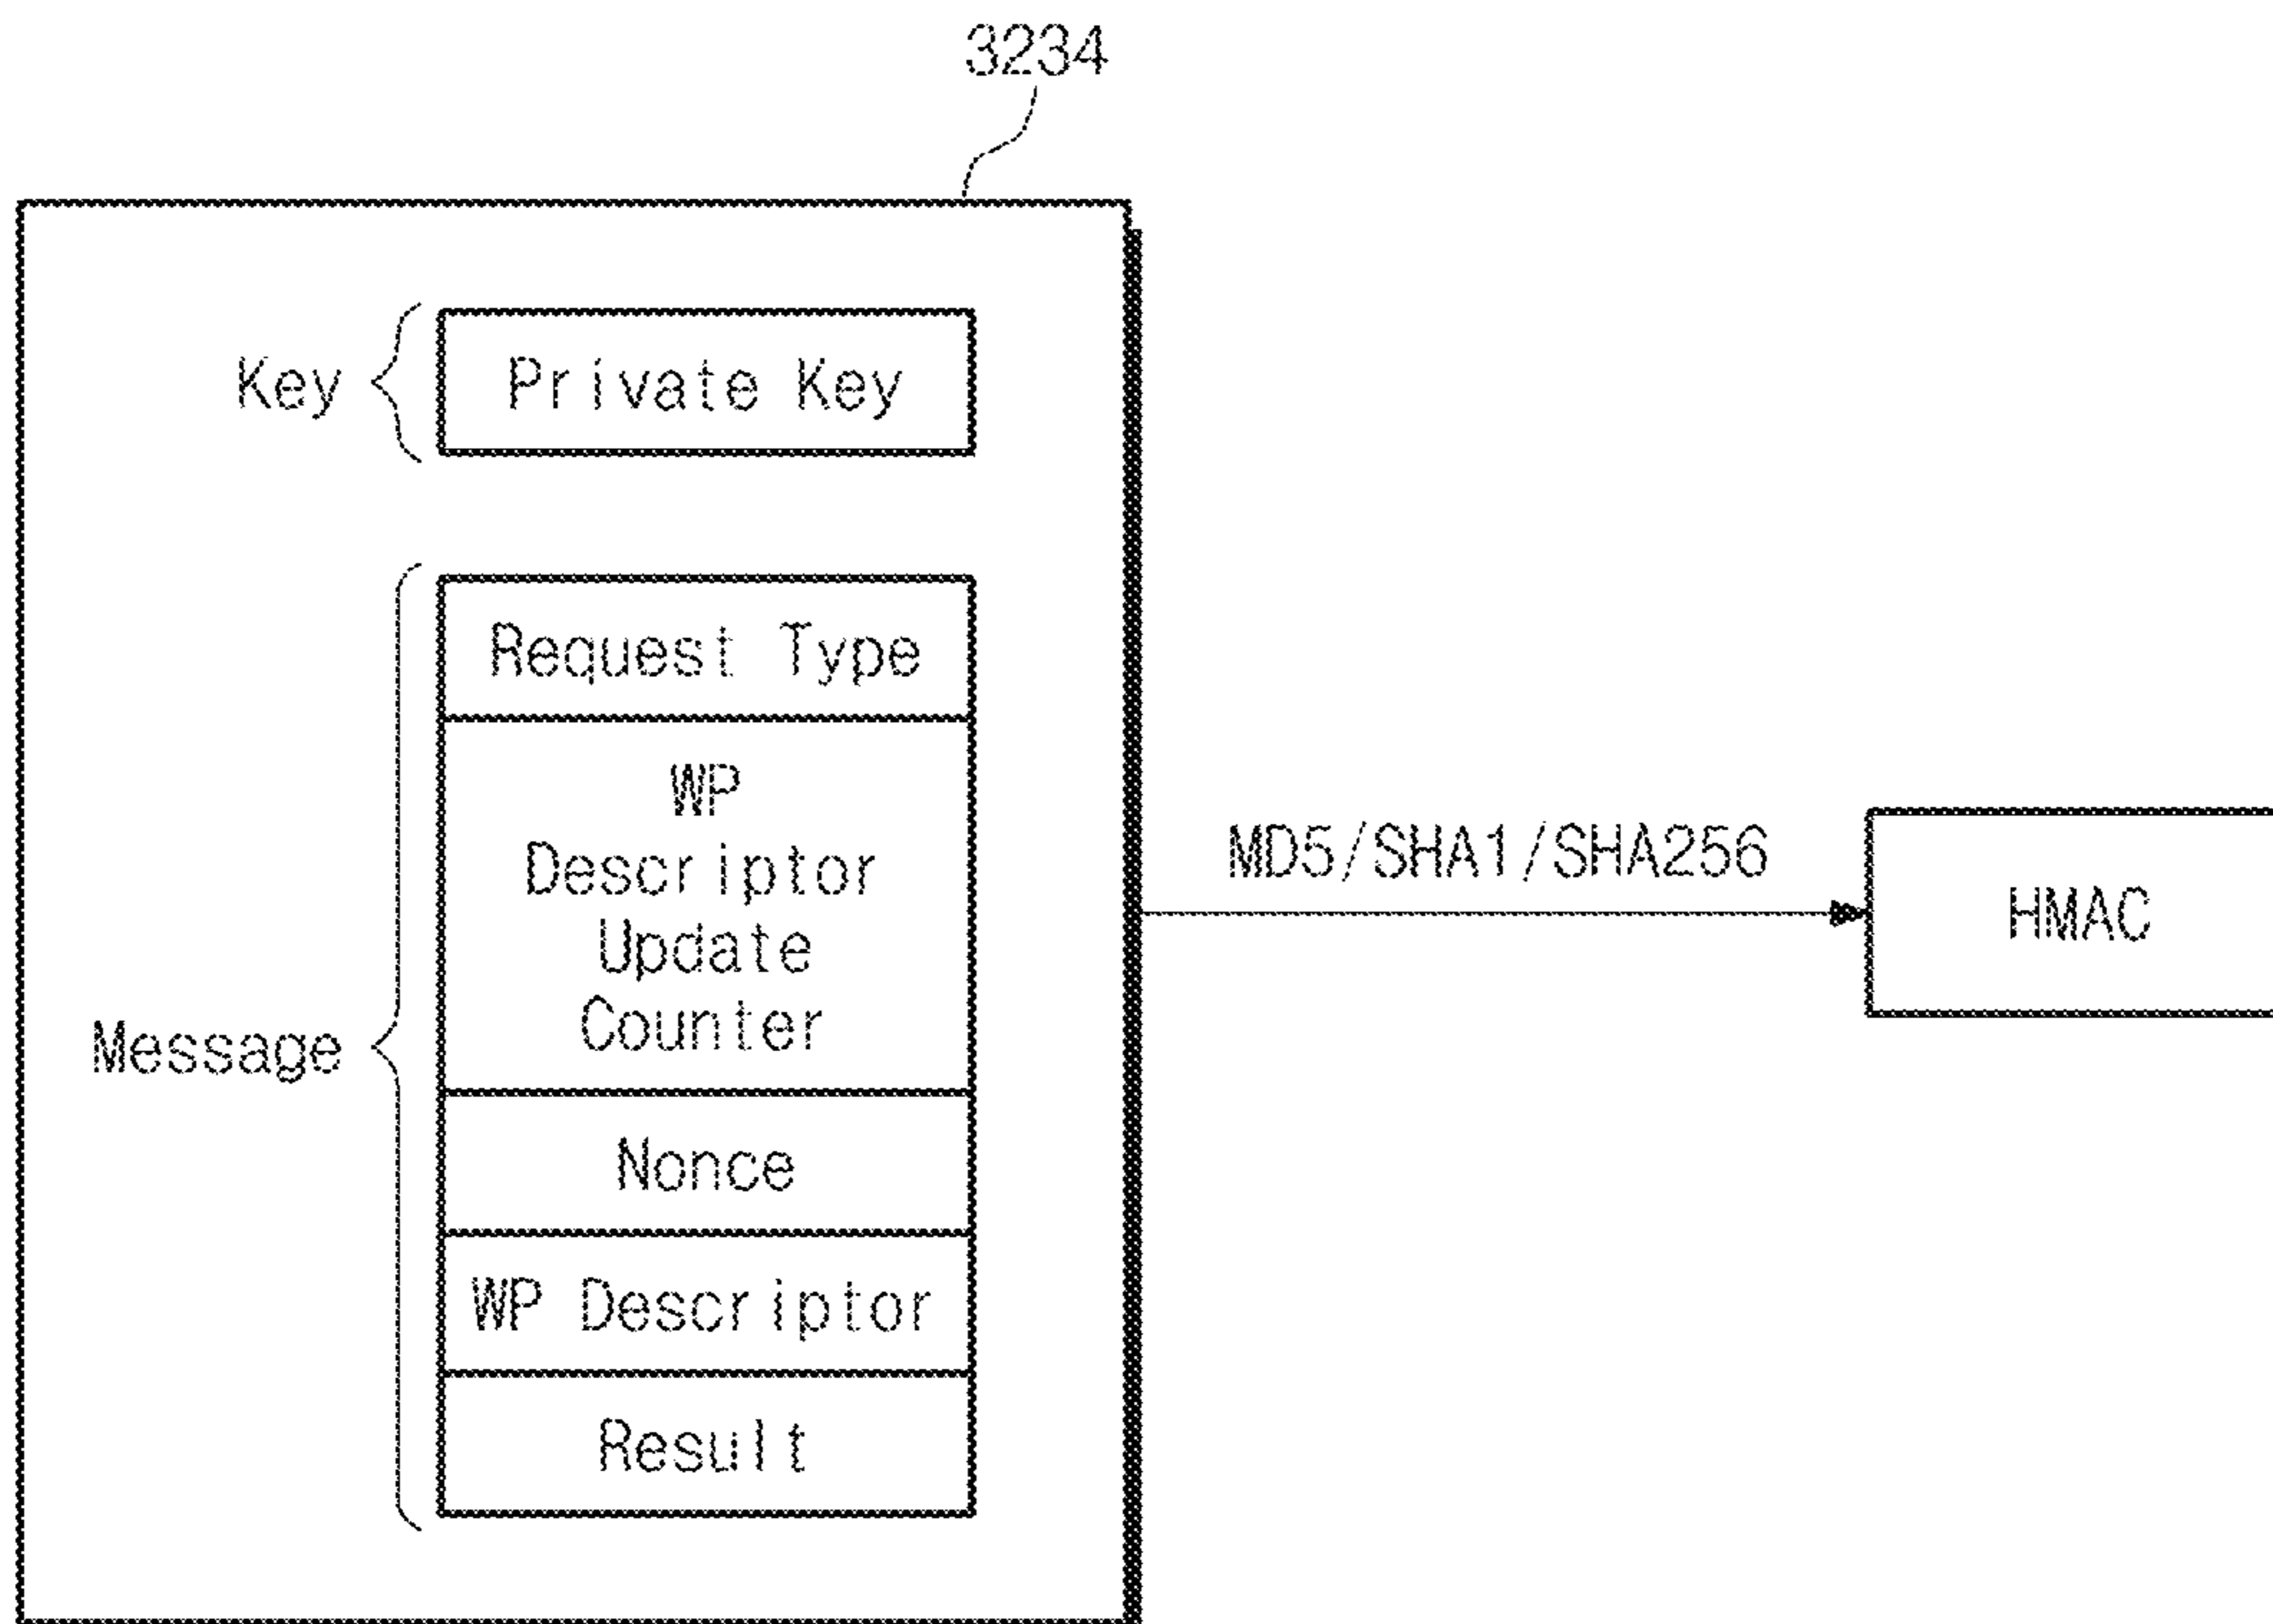 3234
Key
Private Key
Message
Request Type
WP
Descriptor
Update
Counter
Nonce
WP Descriptor
Result
MD5/SHA1/SHA256
HMAC